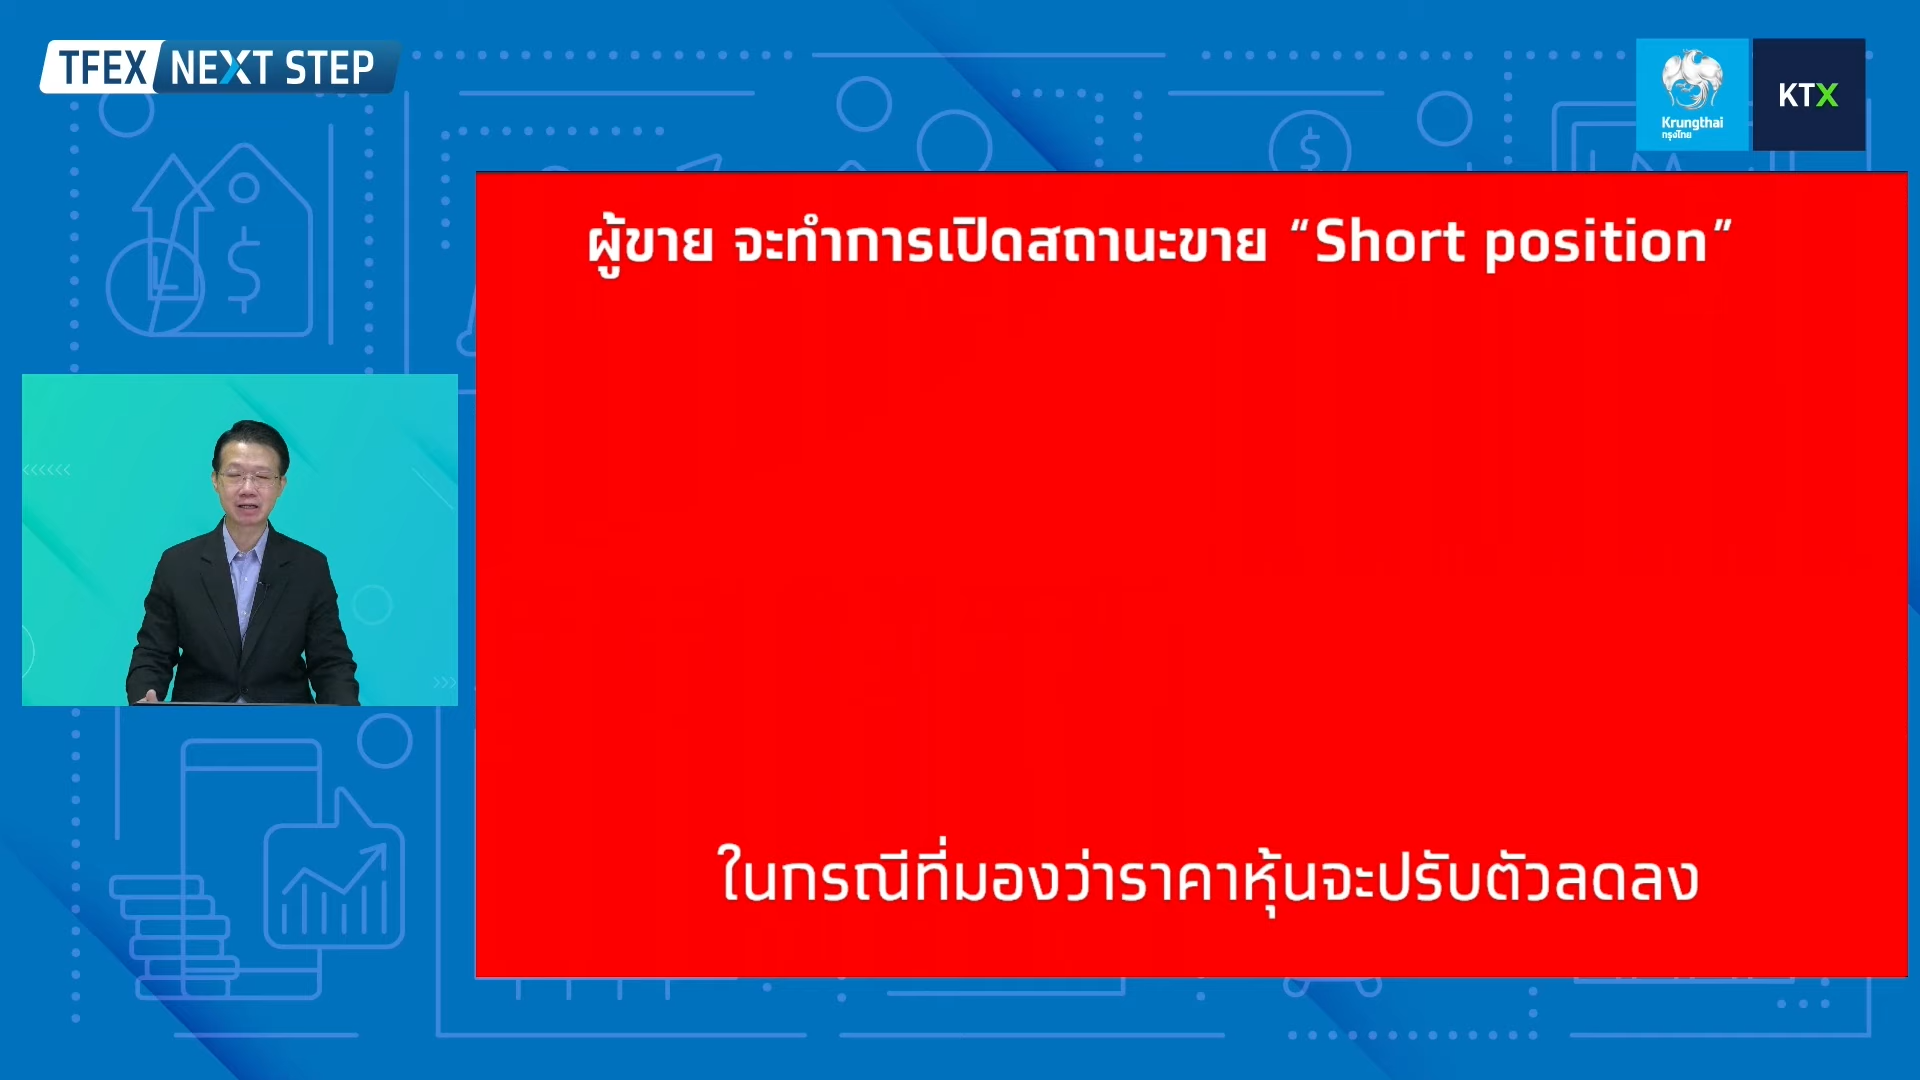 TFEX NEXT STEP
Krungthai
กรุงไทย
KTX
ผู้ขาย จะทำการเปิดสถานะขาย “Short position”
ในกรณีที่มองว่าราคาหุ้นจะปรับตัวลดลง